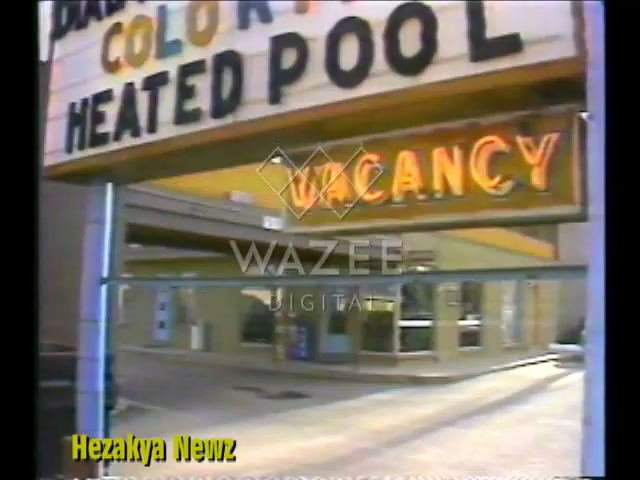 COLOR
HEATED POOL
VACANCY
WAZEE
DIGITAL
Hezakya Newz